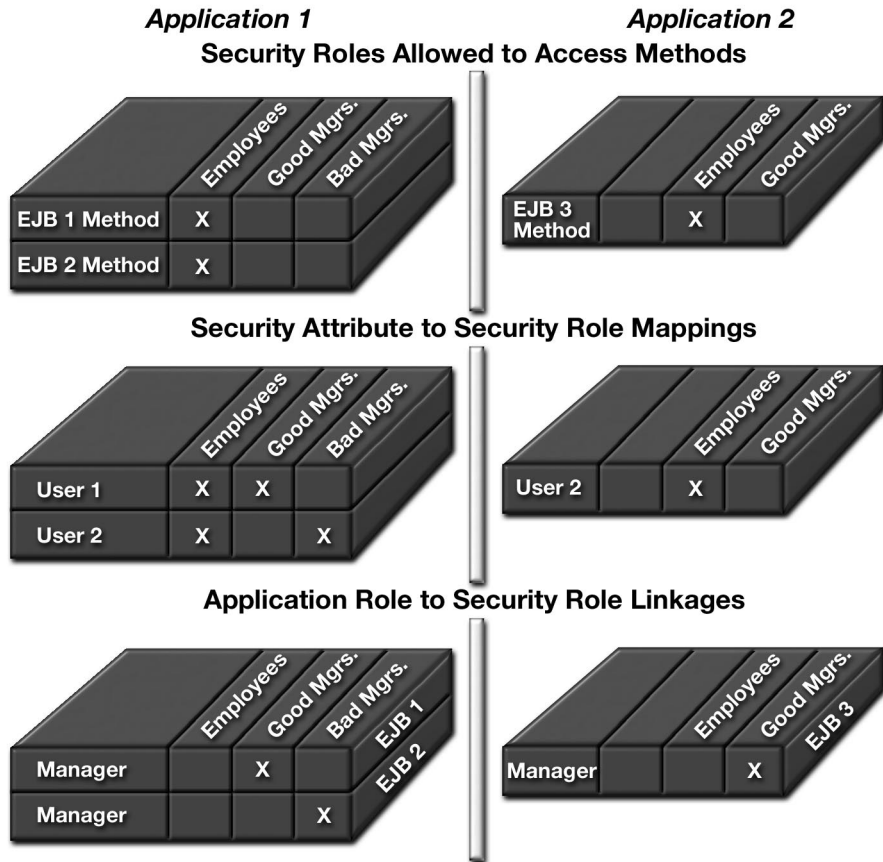 Application 1
Application 2
Security Roles Allowed to Access Methods
Employees
Good Mgrs.
Bad Mgrs.
EJB 1 Method X
EJB 2 Method X
Employees
Good Mgrs.
EJB 3
Method
X
Security Attribute to Security Role Mappings
Employees
Good Mgrs.
Bad Mgrs.
User 1 X X
User 2 X X
Employees
Good Mgrs.
User 2 X
Application Role to Security Role Linkages
Employees
Good Mgrs.
Bad Mgrs.
Manager X
EJB 1
Manager X
EJB 2
Employees
Good Mgrs.
Manager X
EJB 3